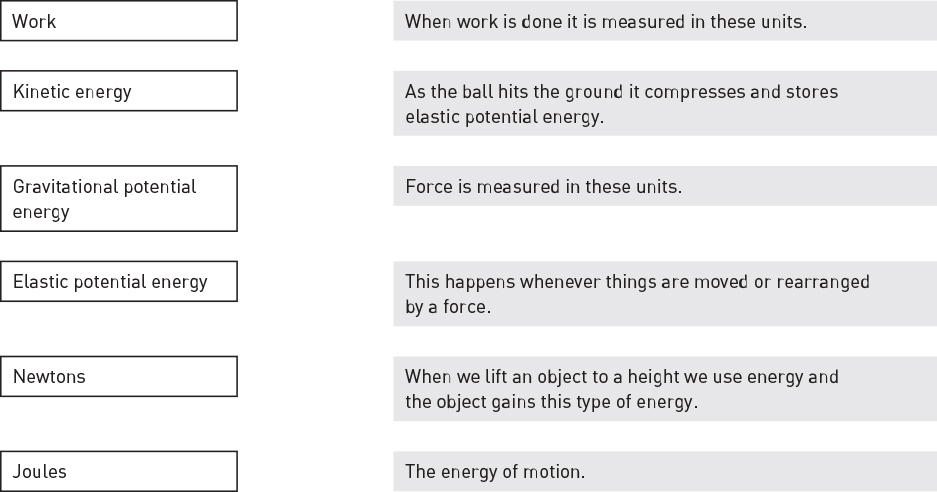 Work
When work is done it is measured in these units.
Kinetic energy
As the ball hits the ground it compresses and stores
elastic potential energy.
Gravitational potential
energy
Force is measured in these units.
Elastic potential energy
This happens whenever things are moved or rearranged
by a force.
Newtons
When we lift an object to a height we use energy and
the object gains this type of energy.
Joules
The energy of motion.